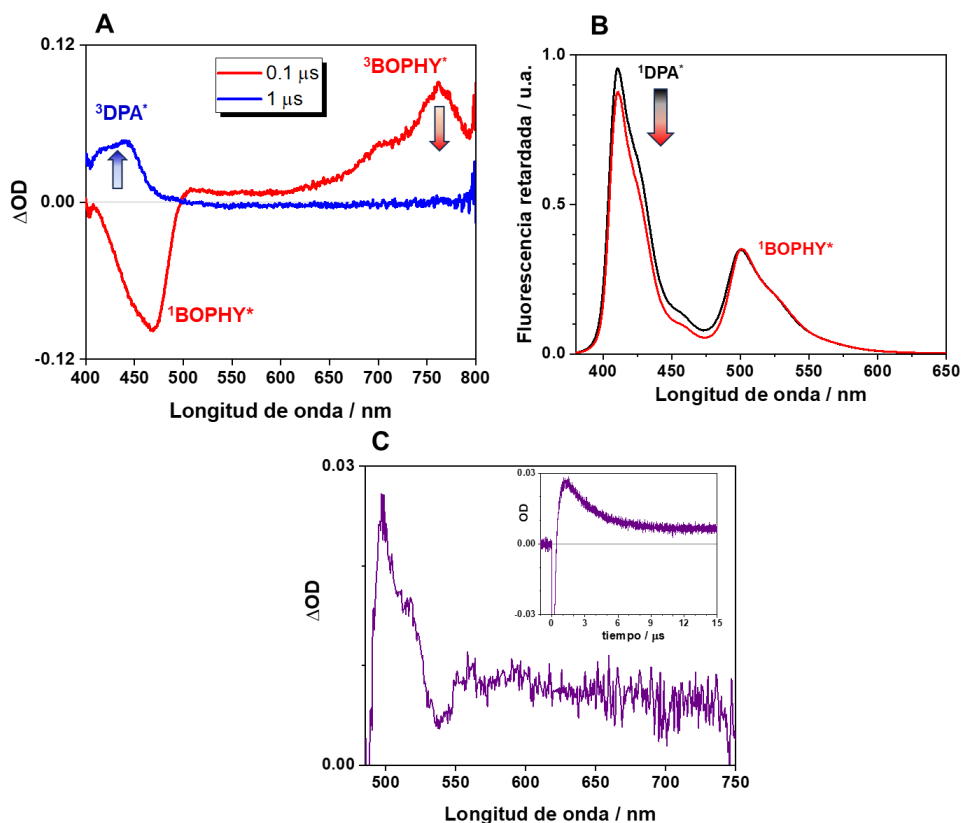 A
0.12
0.00
-0.12
ΔOD
0.1 μs
1 μs
³BOPHY*
³DPA*
¹BOPHY*
400 450 500 550 600 650 700 750 800
Longitud de onda / nm
B
1.0
0.5
0.0
Fluorescencia retardada / u.a.
¹DPA*
¹BOPHY*
400 450 500 550 600 650
Longitud de onda / nm
C
0.03
0.00
ΔOD
0.03
0.00
-0.03
OD
0 3 6 9 12 15
tiempo / μs
500 550 600 650 700 750
Longitud de onda / nm